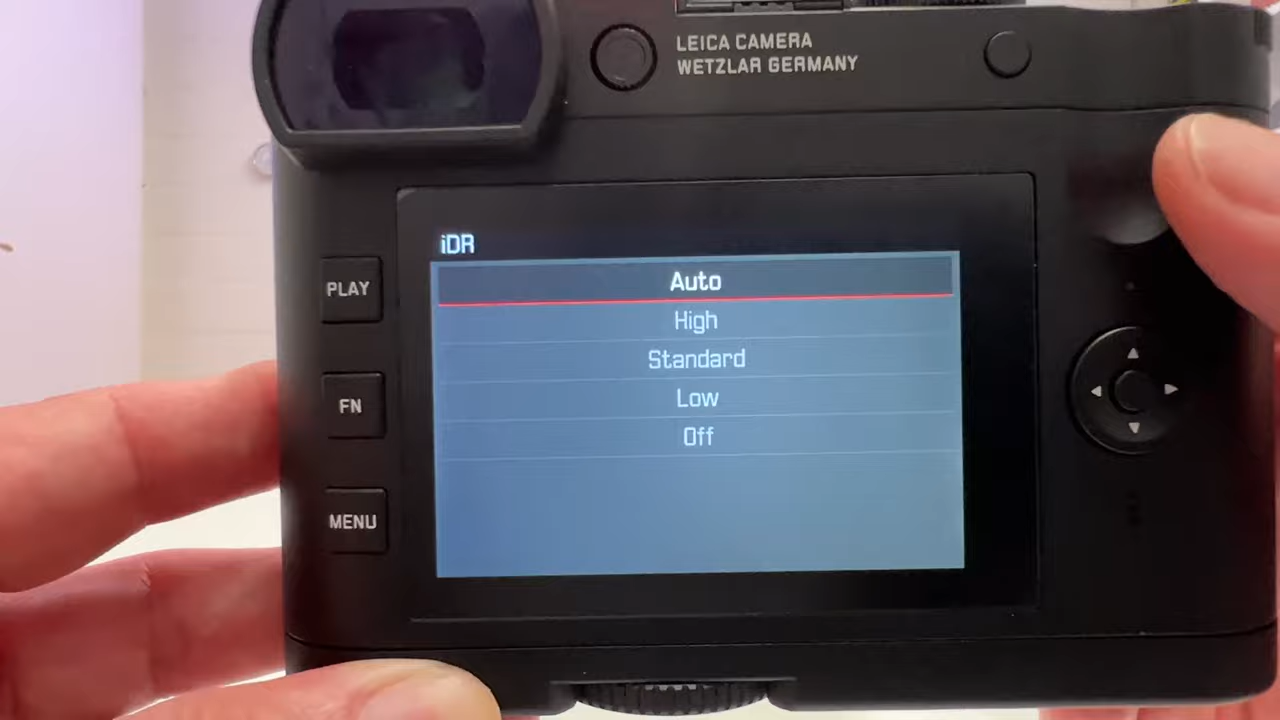 LEICA CAMERA
WETZLAR GERMANY
iDR
Auto
High
Standard
Low
Off
PLAY
FN
MENU